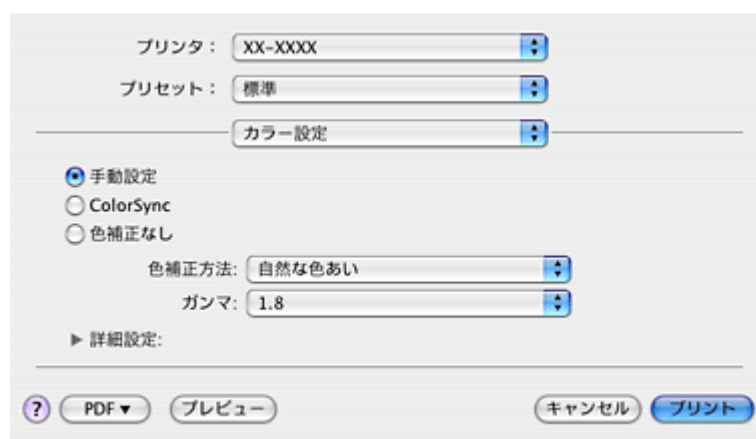 プリンタ： XX-XXXX
プリセット： 標準
カラー設定
手動設定
ColorSync
色補正なし
色補正方法: 自然な色あい
ガンマ: 1.8
詳細設定:
? PDF プレビュー キャンセル プリント